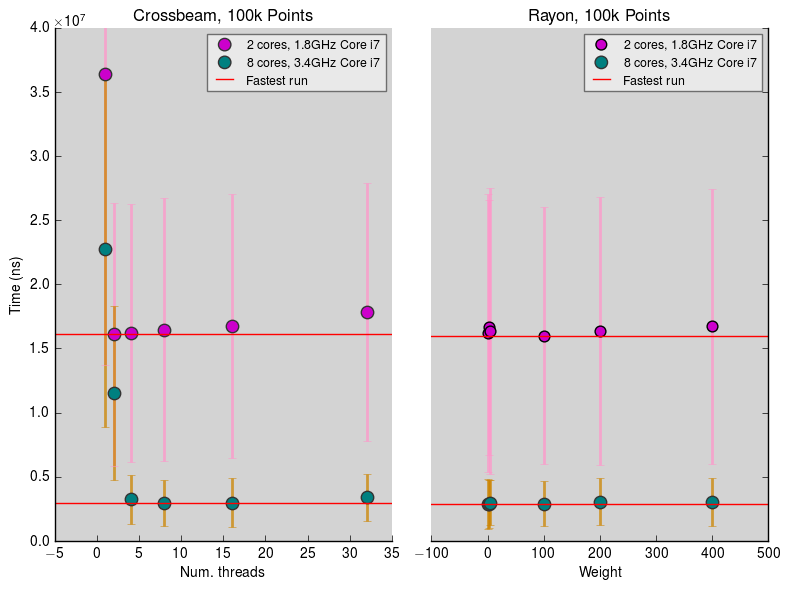 Crossbeam, 100k Points
4.0 ×10⁷
3.5
3.0
2.5
2.0
1.5
1.0
0.5
0.0
Time (ns)
2 cores, 1.8GHz Core i7
8 cores, 3.4GHz Core i7
Fastest run
−5 0 5 10 15 20 25 30 35
Num. threads
Rayon, 100k Points
2 cores, 1.8GHz Core i7
8 cores, 3.4GHz Core i7
Fastest run
−100 0 100 200 300 400 500
Weight